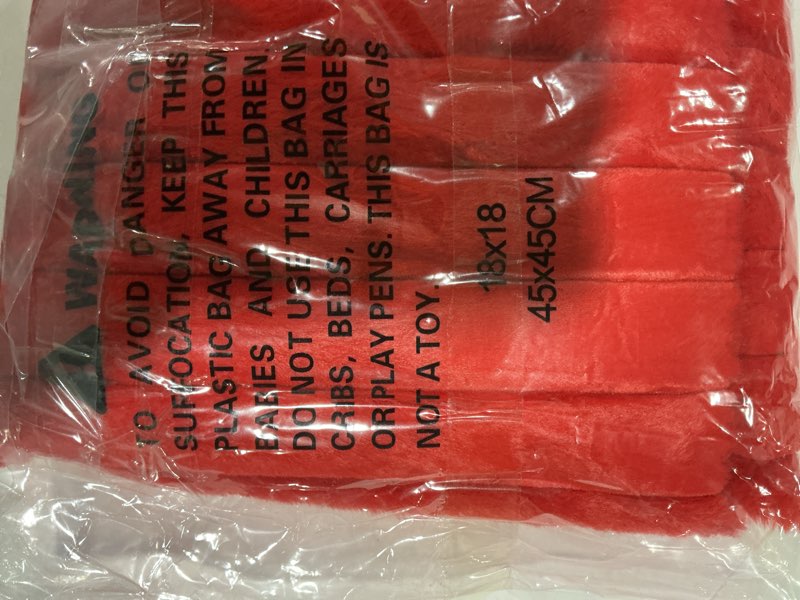 WARNING
TO AVOID DANGER OF
SUFFOCATION, KEEP THIS
PLASTIC BAG AWAY FROM
BABIES AND CHILDREN.
DO NOT USE THIS BAG IN
CRIBS, BEDS, CARRIAGES
OR PLAY PENS. THIS BAG IS
NOT A TOY.
18x18
45x45CM